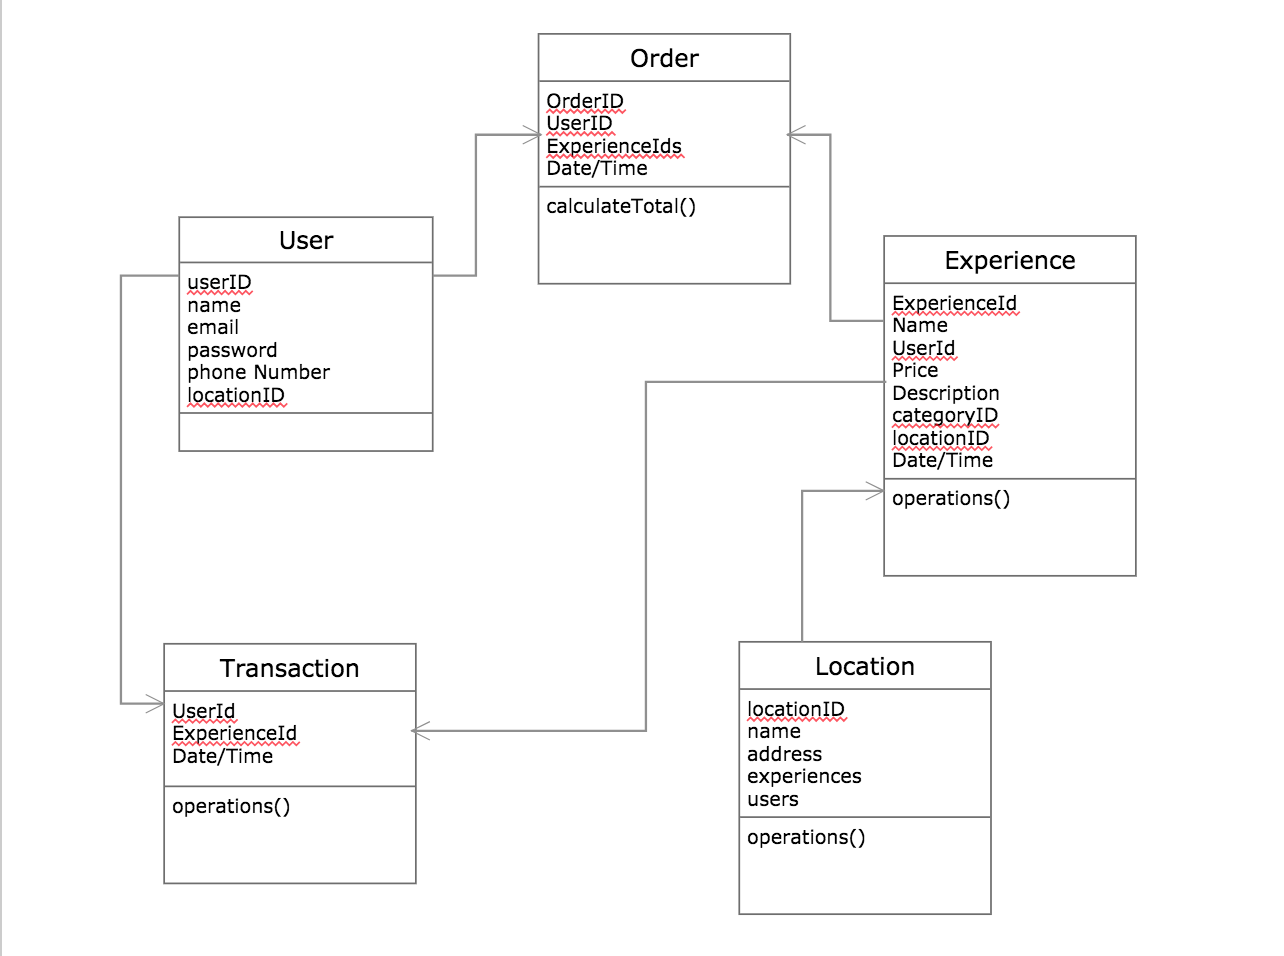 Order
OrderID
UserID
ExperienceIds
Date/Time
calculateTotal()
User
userID
name
email
password
phone Number
locationID
Experience
ExperienceId
Name
UserId
Price
Description
categoryID
locationID
Date/Time
operations()
Transaction
UserId
ExperienceId
Date/Time
operations()
Location
locationID
name
address
experiences
users
operations()